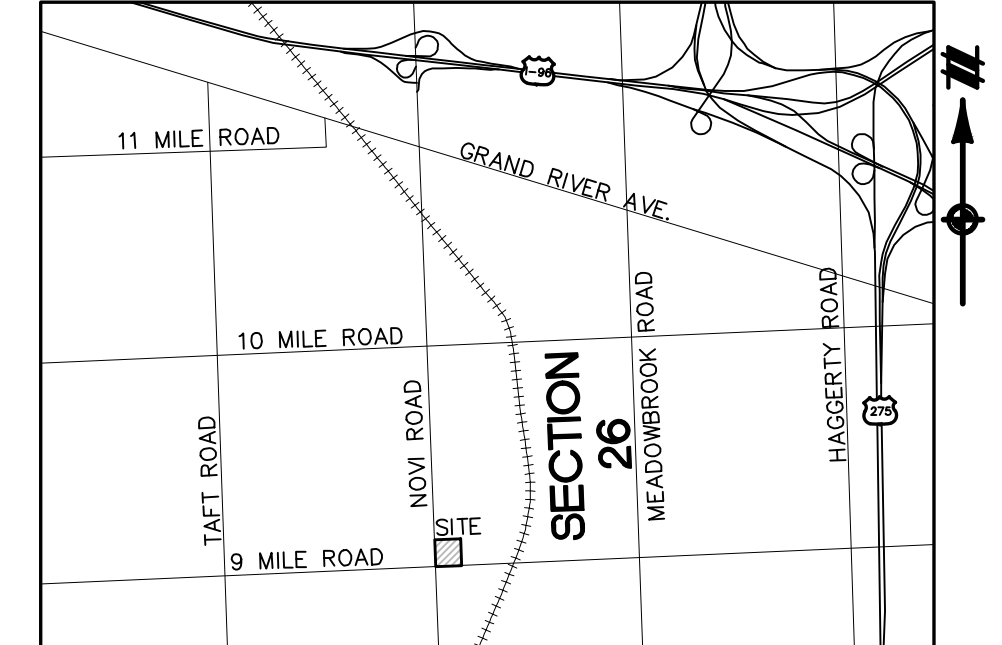 I-96
11 MILE ROAD
GRAND RIVER AVE.
10 MILE ROAD
TAFT ROAD
NOVI ROAD
SECTION
26
MEADOWBROOK ROAD
HAGGERTY ROAD
275
SITE
9 MILE ROAD
N